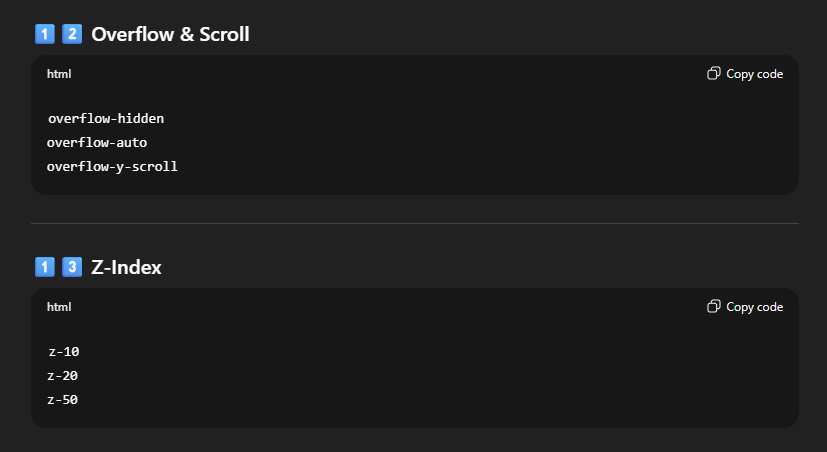 1️⃣ 2️⃣ Overflow & Scroll
html Copy code
overflow-hidden
overflow-auto
overflow-y-scroll
1️⃣ 3️⃣ Z-Index
html Copy code
z-10
z-20
z-50